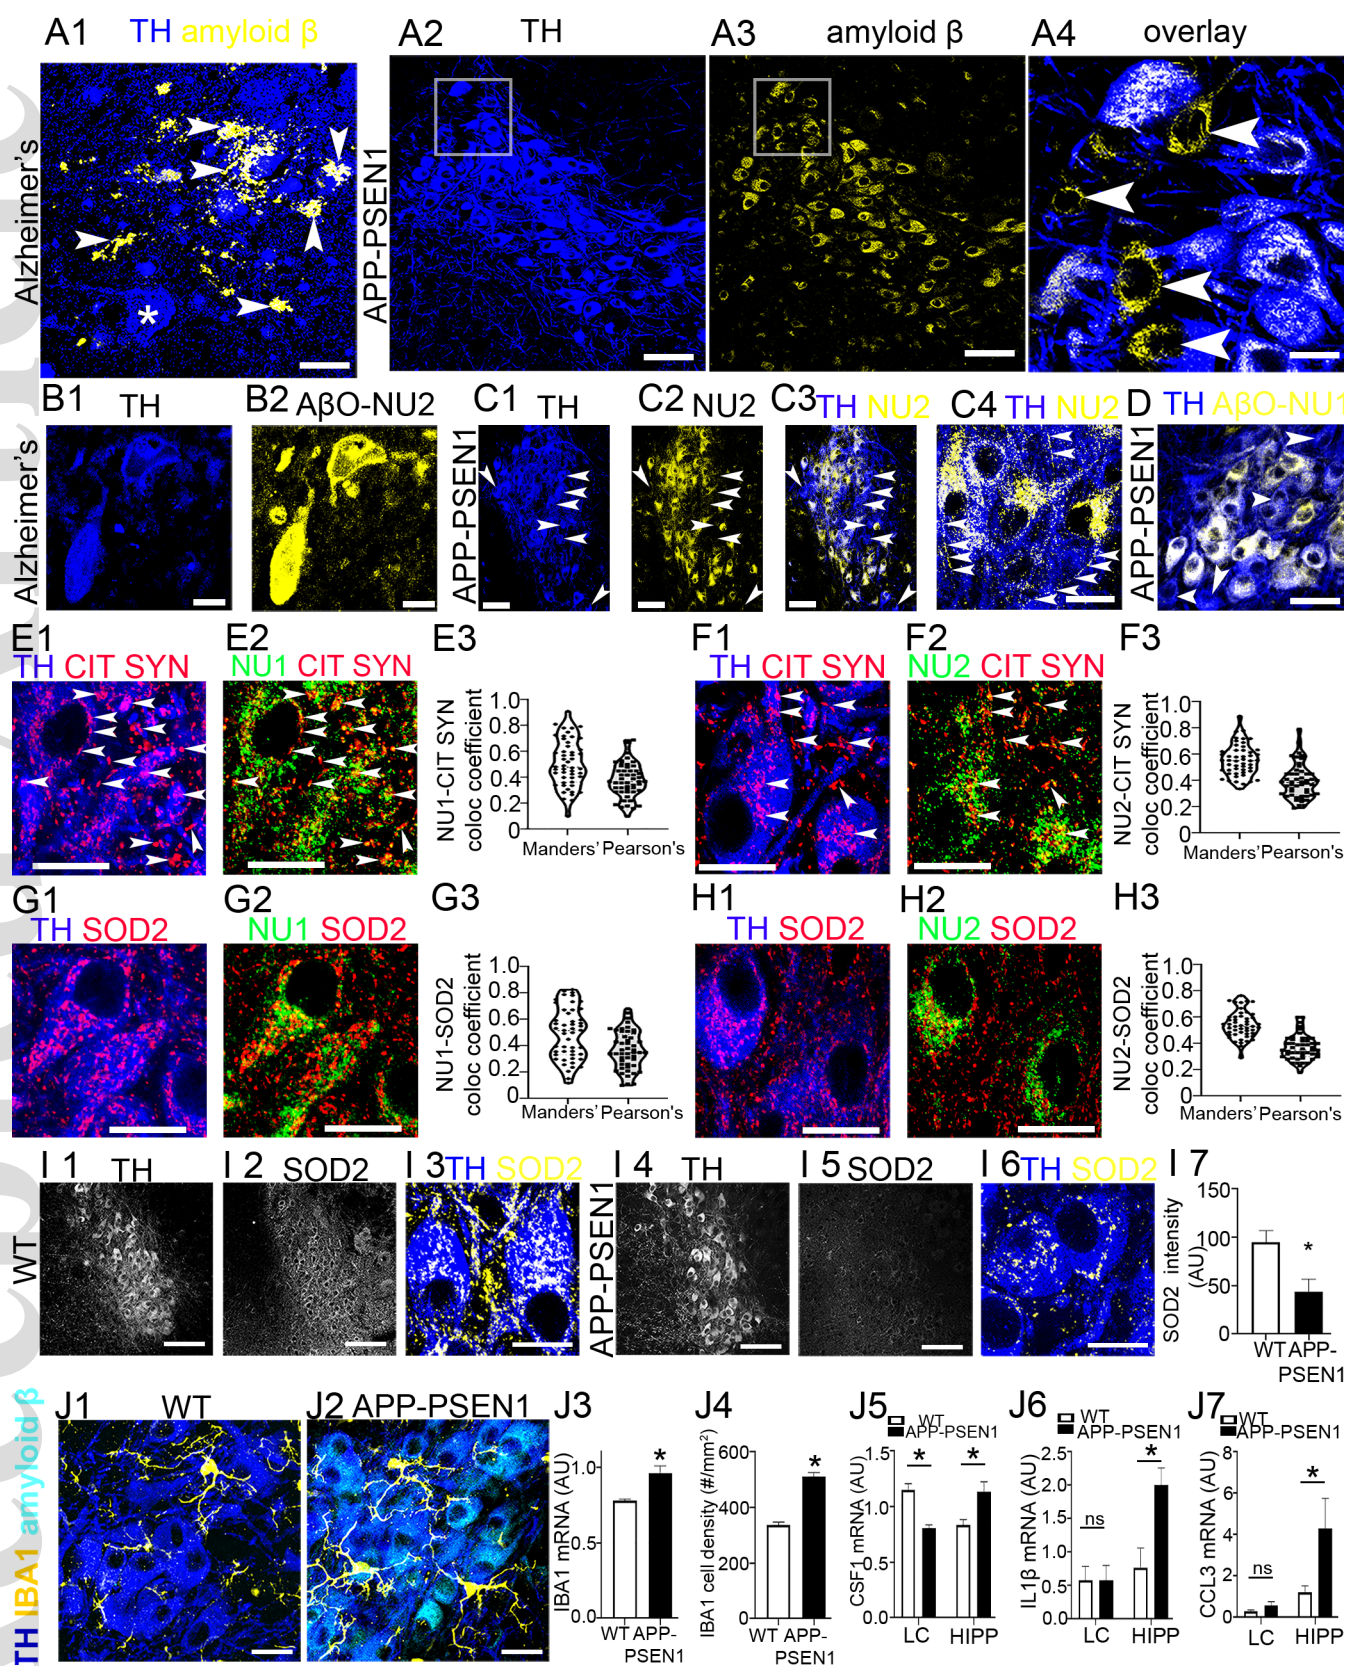 A1 TH amyloid β A2 TH A3 amyloid β A4 overlay
Alzheimer's
APP-PSEN1
*
B1 TH B2 AβO-NU2 C1 TH C2 NU2 C3 TH NU2 C4 TH NU2 D TH AβO-NU1
Alzheimer's
APP-PSEN1
APP-PSEN1
E1 E2 E3 F1 F2 F3
TH CIT SYN NU1 CIT SYN TH CIT SYN NU2 CIT SYN
NU1-CIT SYN
coloc coefficient
1.0
0.8
0.6
0.4
0.2
0
Manders' Pearson's
NU2-CIT SYN
coloc coefficient
1.0
0.8
0.6
0.4
0.2
0
Manders' Pearson's
G1 G2 G3 H1 H2 H3
TH SOD2 NU1 SOD2 TH SOD2 NU2 SOD2
NU1-SOD2
coloc coefficient
1.0
0.8
0.6
0.4
0.2
0
Manders' Pearson's
NU2-SOD2
coloc coefficient
1.0
0.8
0.6
0.4
0.2
0
Manders' Pearson's
I 1 TH I 2 SOD2 I 3 TH SOD2 I 4 TH I 5 SOD2 I 6 TH SOD2 I 7
WT
APP-PSEN1
SOD2 intensity
(AU)
150
100
50
0
*
WT APP-
PSEN1
TH IBA1 amyloid β
J1 WT J2 APP-PSEN1 J3 J4 J5 J6 J7
IBA1 mRNA (AU)
1.0
0.5
0.0
*
WT APP-
PSEN1
IBA1 cell density (#/mm²)
600
400
200
0
*
WT APP-
PSEN1
WT
APP-PSEN1
CSF1 mRNA (AU)
1.5
1.0
0.5
0.0
* *
LC HIPP
WT
APP-PSEN1
IL1β mRNA (AU)
2.5
2.0
1.5
1.0
0.5
0.0
ns *
LC HIPP
WT
APP-PSEN1
CCL3 mRNA (AU)
8
6
4
2
0
ns *
LC HIPP